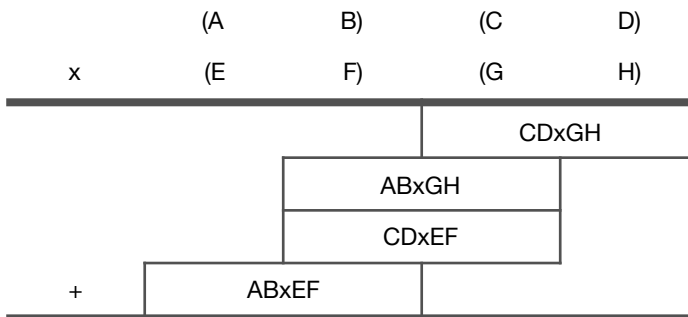 (A B) (C D)
x (E F) (G H)
CDxGH
ABxGH
CDxEF
+ ABxEF